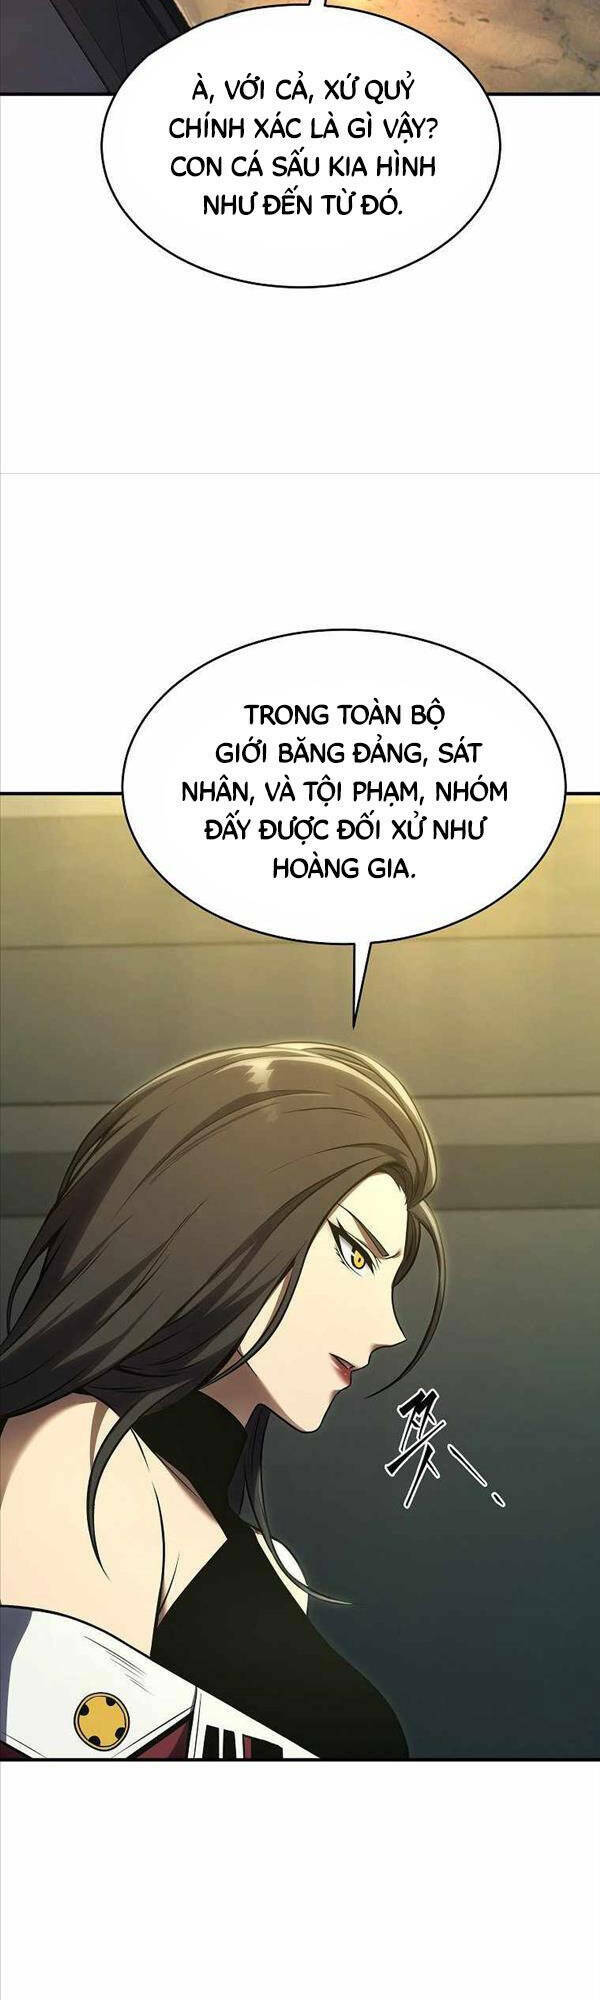 À, VỚI CẢ, XỨ QUỶ
CHÍNH XÁC LÀ GÌ VẬY?
CON CÁ SẤU KIA HÌNH
NHƯ ĐẾN TỪ ĐÓ.
TRONG TOÀN BỘ
GIỚI BĂNG ĐẢNG, SÁT
NHÂN, VÀ TỘI PHẠM, NHÓM
ĐẤY ĐƯỢC ĐỐI XỬ NHƯ
HOÀNG GIA.